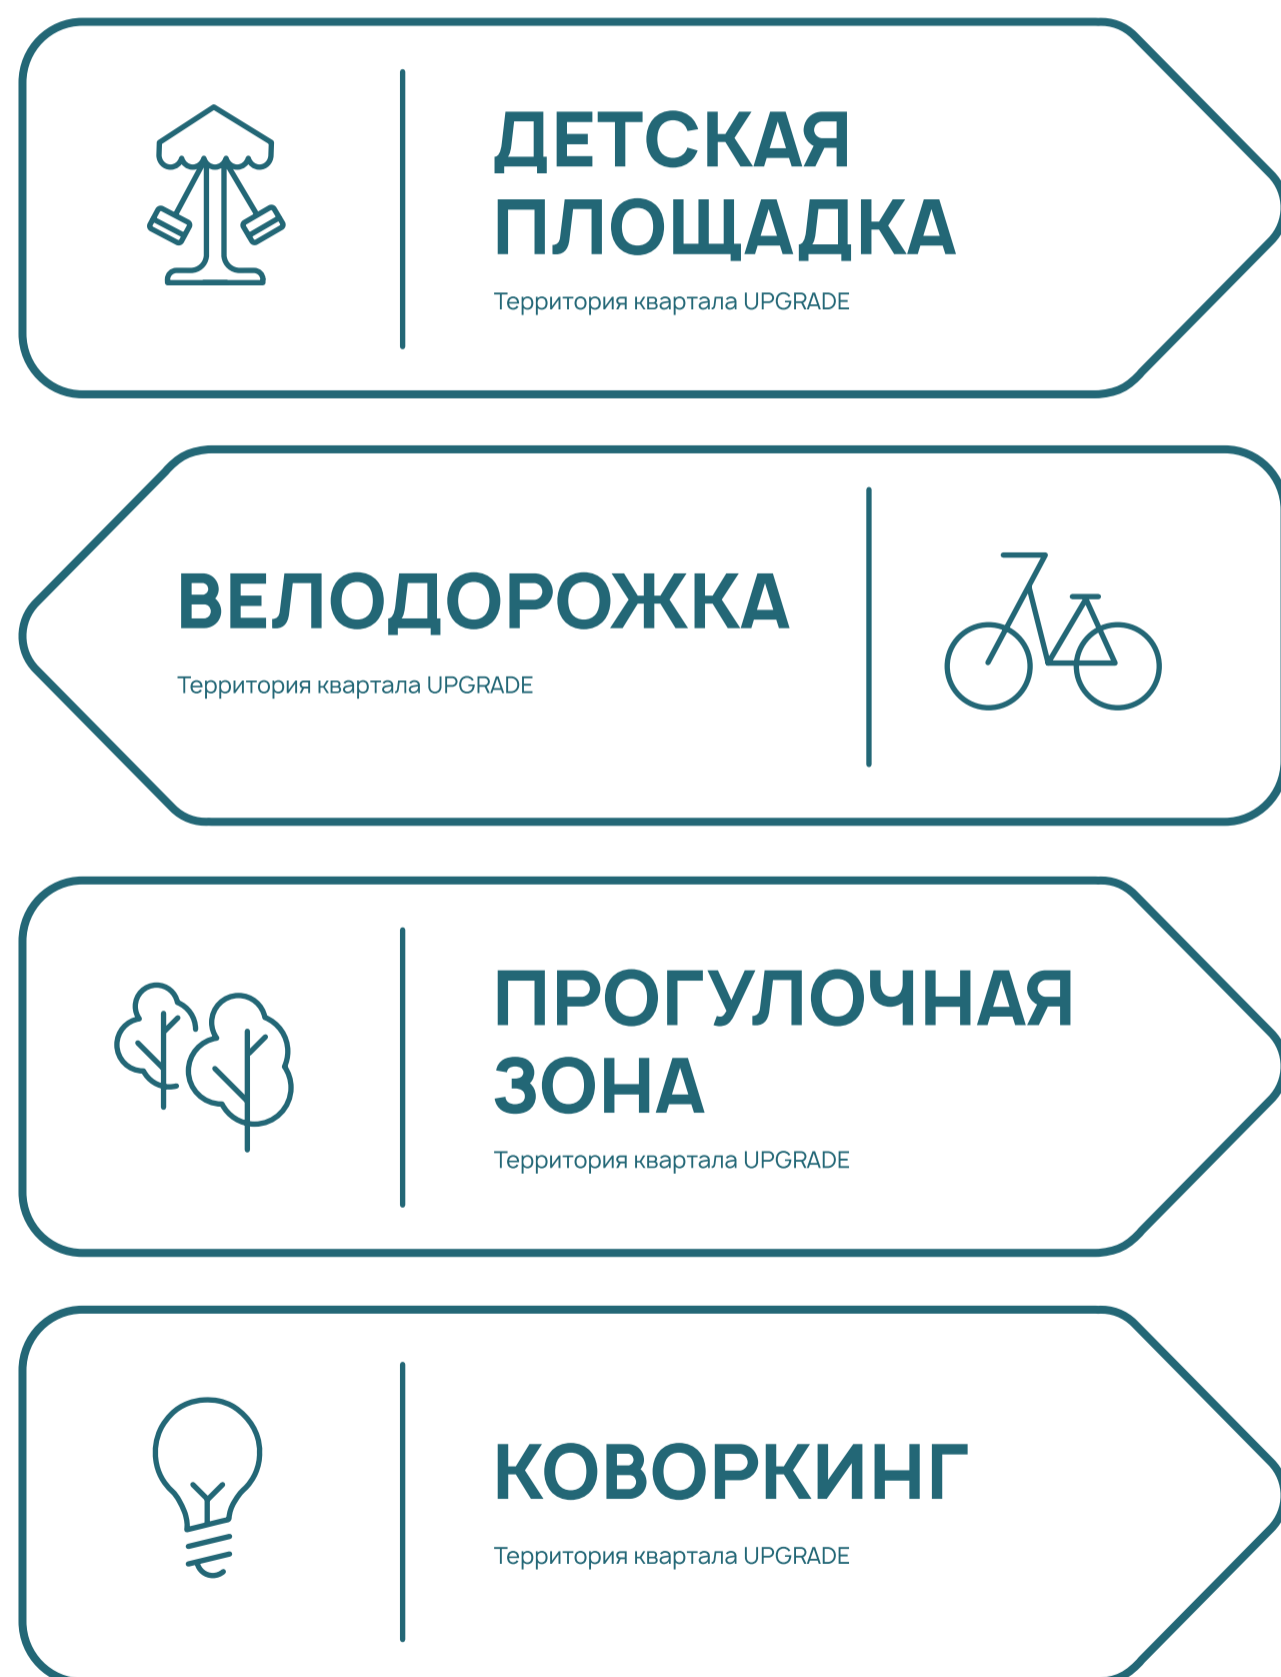 ДЕТСКАЯ
ПЛОЩАДКА
Территория квартала UPGRADE
ВЕЛОДОРОЖКА
Территория квартала UPGRADE
ПРОГУЛОЧНАЯ
ЗОНА
Территория квартала UPGRADE
КОВОРКИНГ
Территория квартала UPGRADE